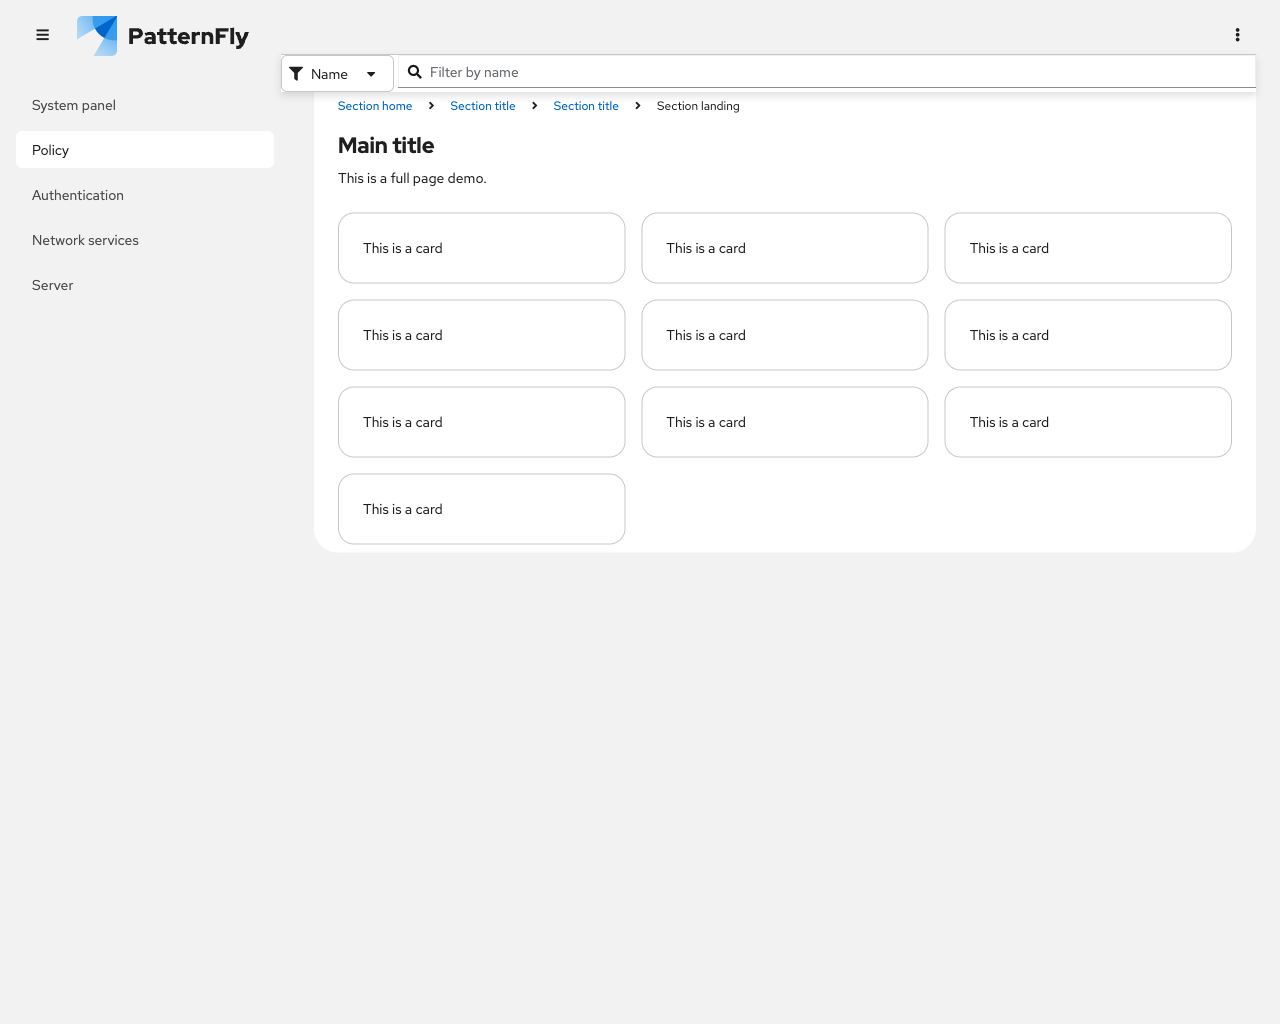 PatternFly
Name
Filter by name
System panel
Policy
Authentication
Network services
Server
Section home
Section title
Section title
Section landing
Main title
This is a full page demo.
This is a card
This is a card
This is a card
This is a card
This is a card
This is a card
This is a card
This is a card
This is a card
This is a card